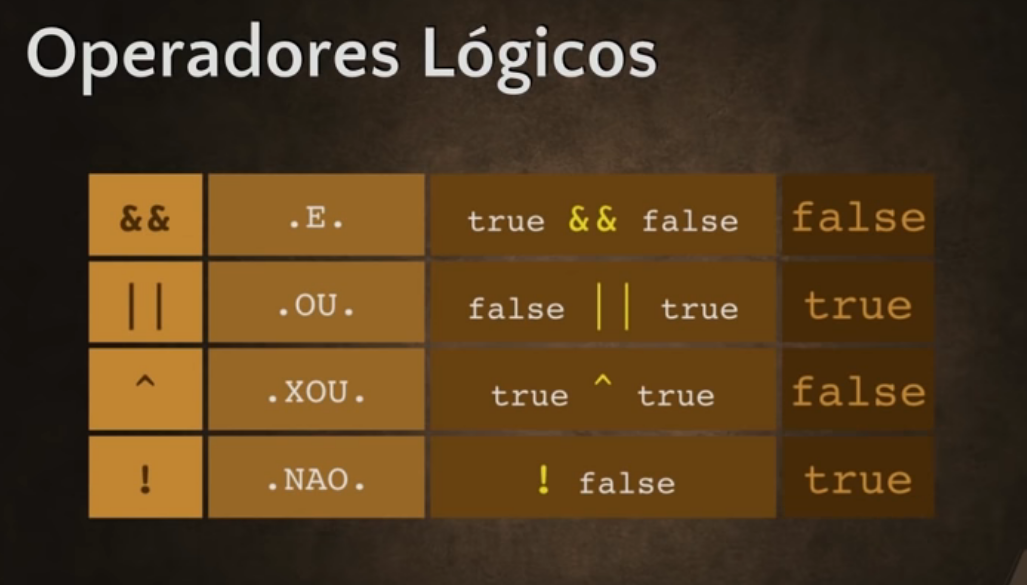 Operadores Lógicos
&& .E. true && false false
|| .OU. false || true true
^ .XOU. true ^ true false
! .NAO. ! false true